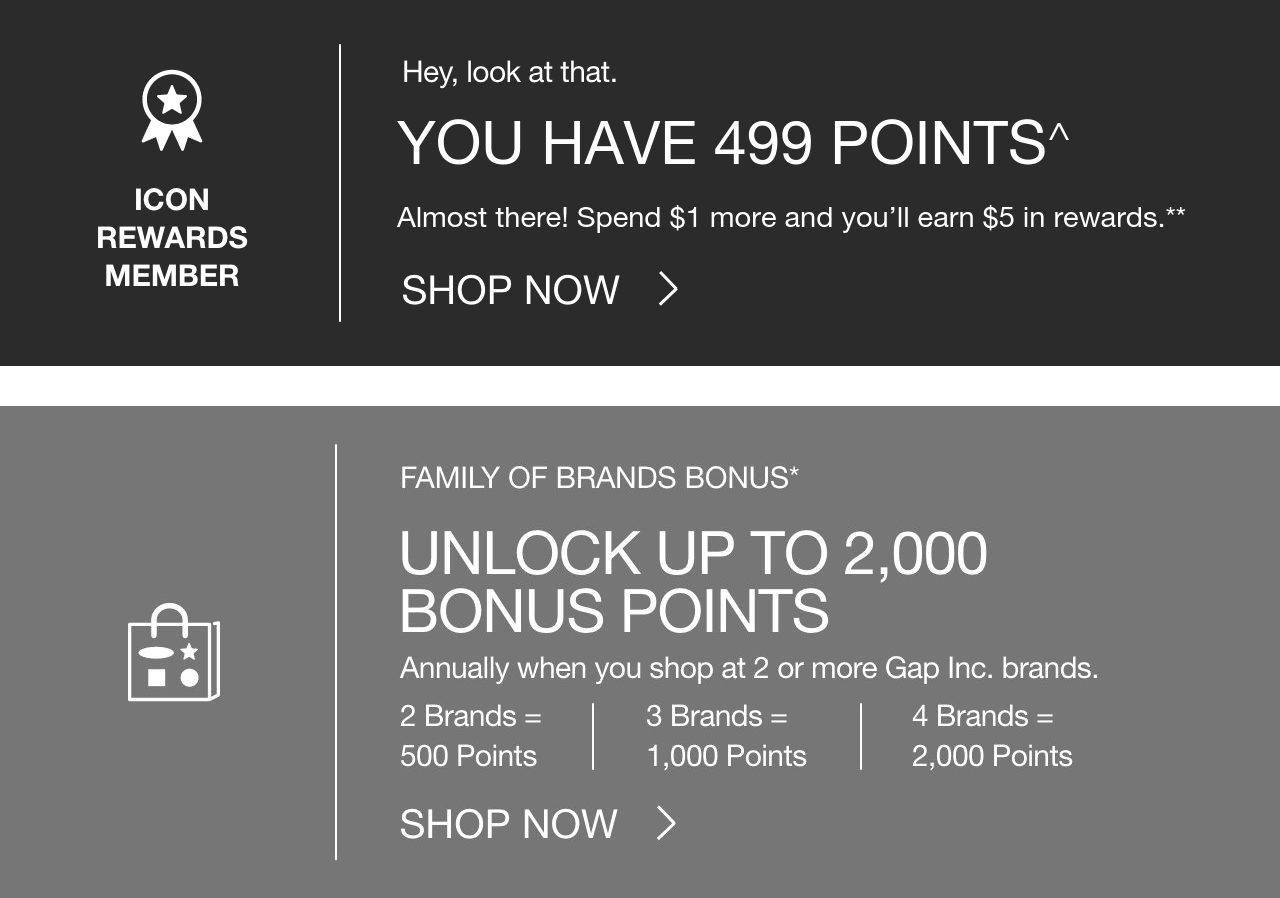 ICON
REWARDS
MEMBER
Hey, look at that.
YOU HAVE 499 POINTS^
Almost there! Spend $1 more and you’ll earn $5 in rewards.**
SHOP NOW
FAMILY OF BRANDS BONUS*
UNLOCK UP TO 2,000
BONUS POINTS
Annually when you shop at 2 or more Gap Inc. brands.
2 Brands =
500 Points
3 Brands =
1,000 Points
4 Brands =
2,000 Points
SHOP NOW